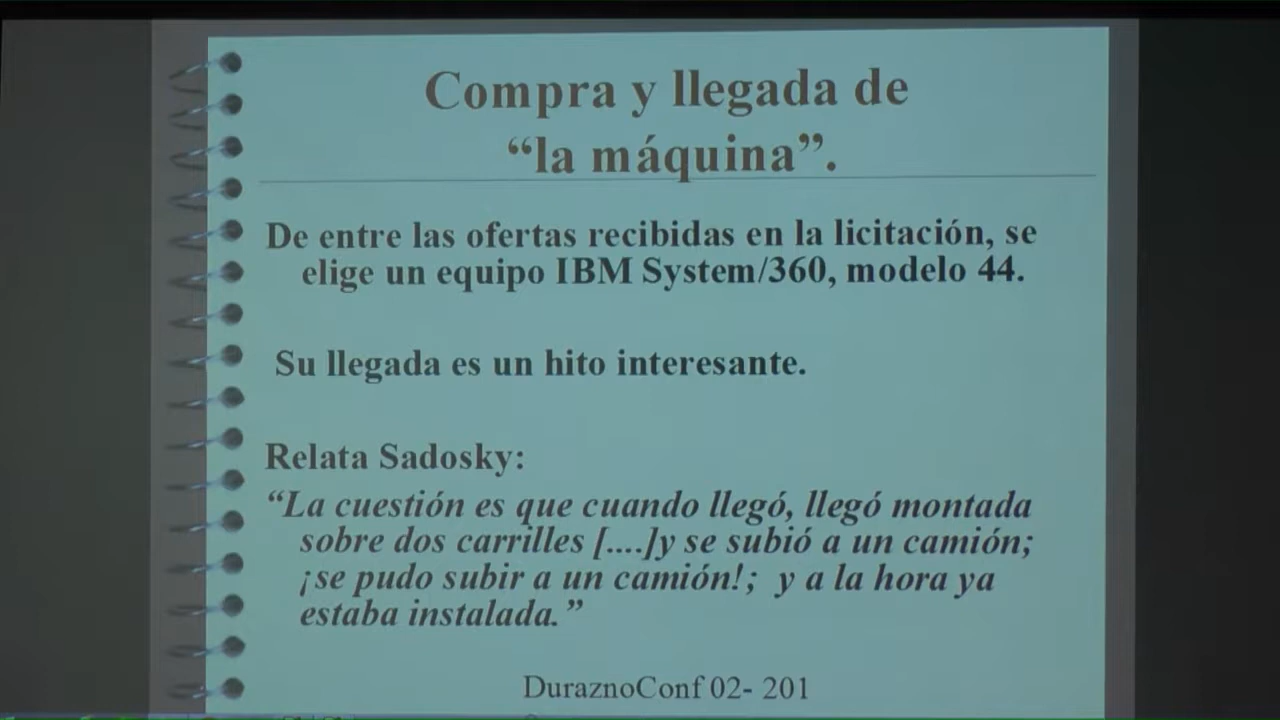 Compra y llegada de
“la máquina”.
De entre las ofertas recibidas en la licitación, se
elige un equipo IBM System/360, modelo 44.
Su llegada es un hito interesante.
Relata Sadosky:
“La cuestión es que cuando llegó, llegó montada
sobre dos carrilles [....]y se subió a un camión;
¡se pudo subir a un camión!; y a la hora ya
estaba instalada.”
DuraznoConf 02- 201